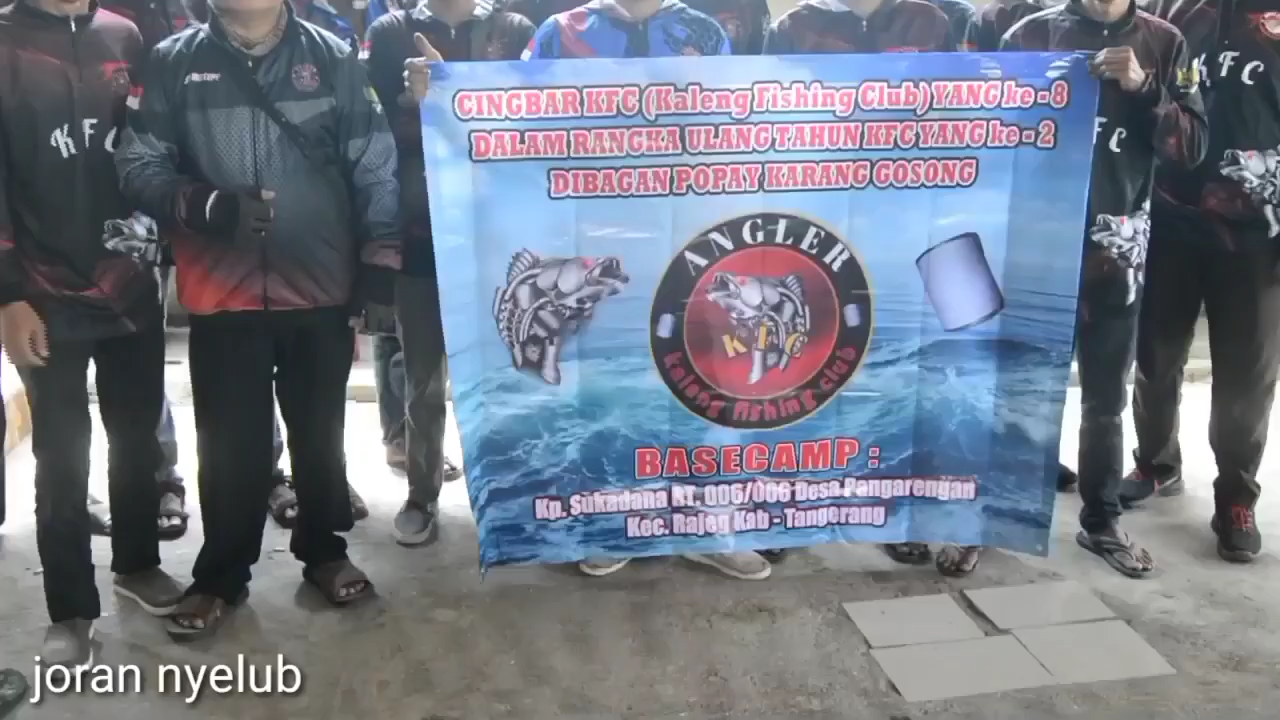 CINGBAR KFC (Kaleng Fishing Club) YANG ke - 8
DALAM RANGKA ULANG TAHUN KFC YANG ke - 2
DIBAGAN POPAY KARANG GOSONG
ANGLER
KFC
kaleng fishing club
BASECAMP :
Kp. Sukadana RT. 006/006 Desa Pangarengan
Kec. Rajeg Kab - Tangerang
KFC
FC
KFC
joran nyelub